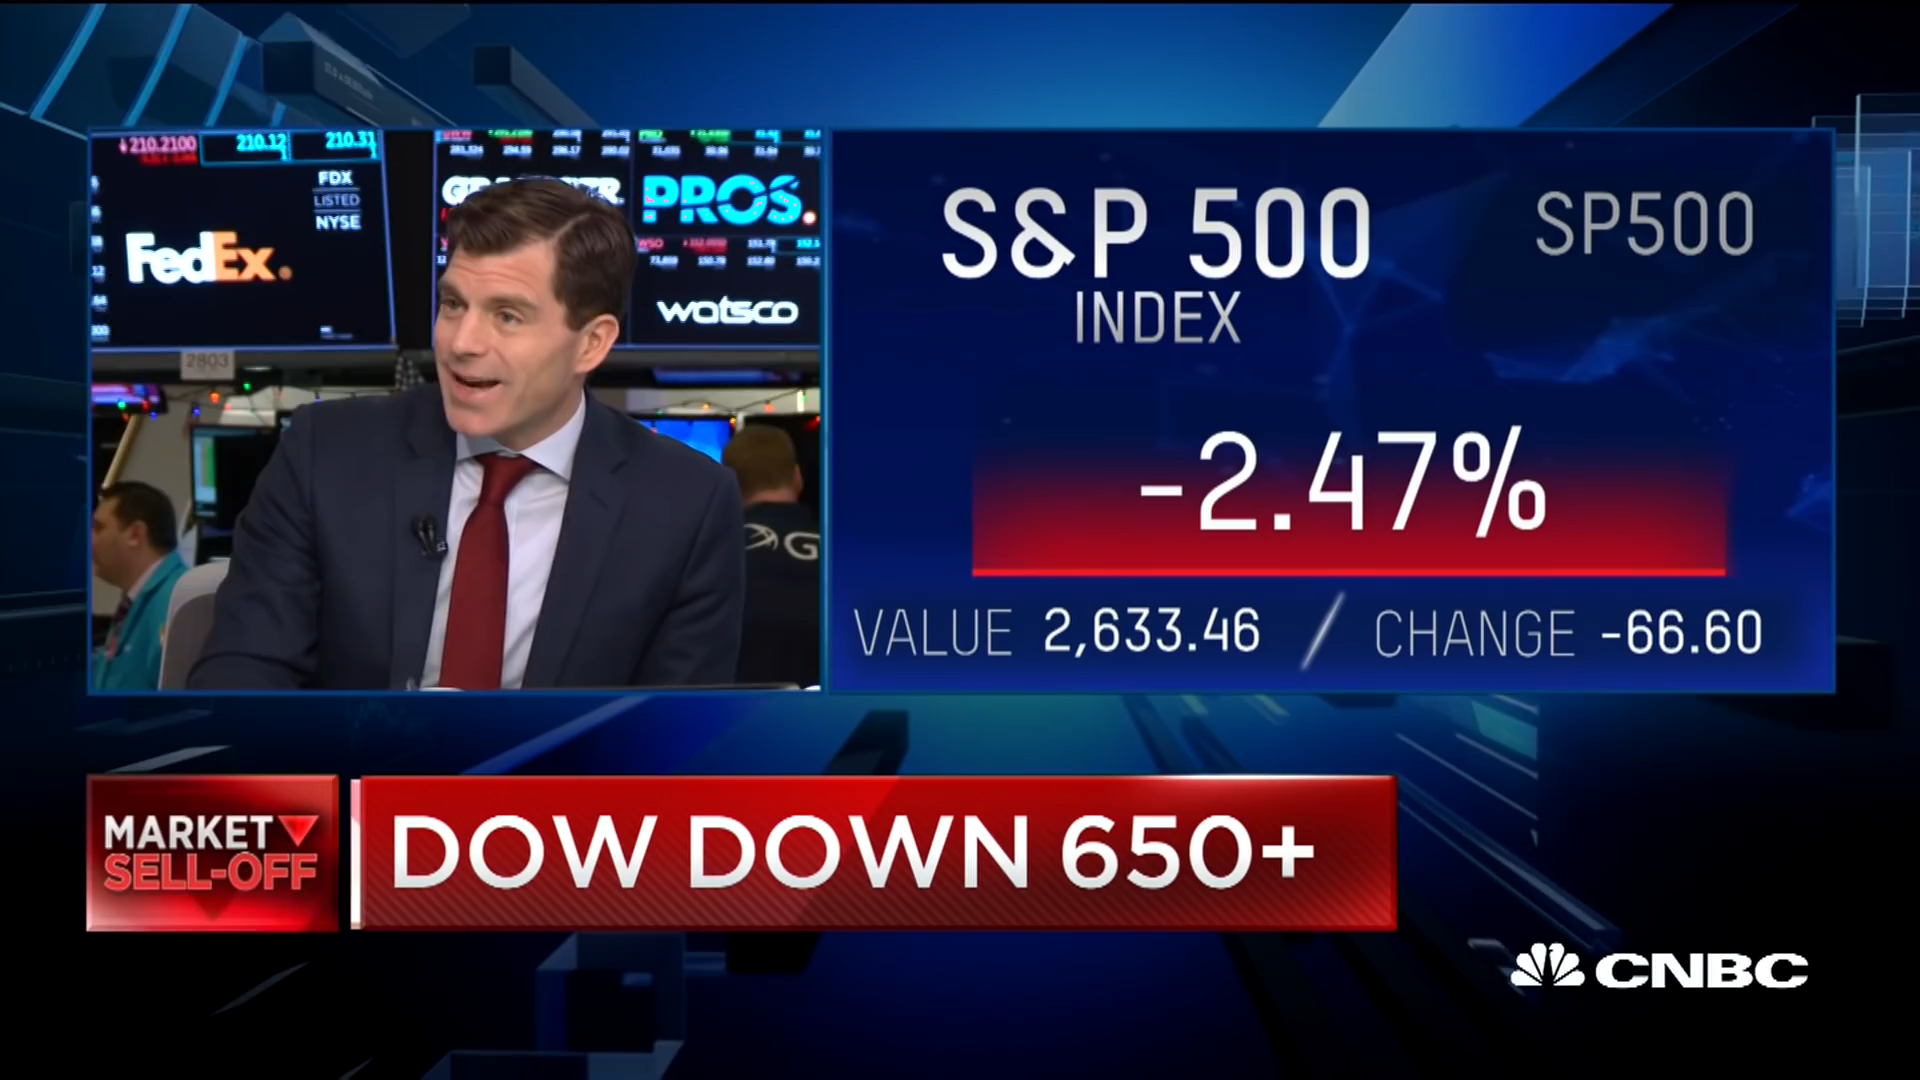 210.2100 210.12 210.31
FDX
LISTED
NYSE
FedEx.
PROS.
watsco
2803
G
S&P 500
INDEX
SP500
-2.47%
VALUE 2,633.46 / CHANGE -66.60
MARKET
SELL-OFF
DOW DOWN 650+
CNBC